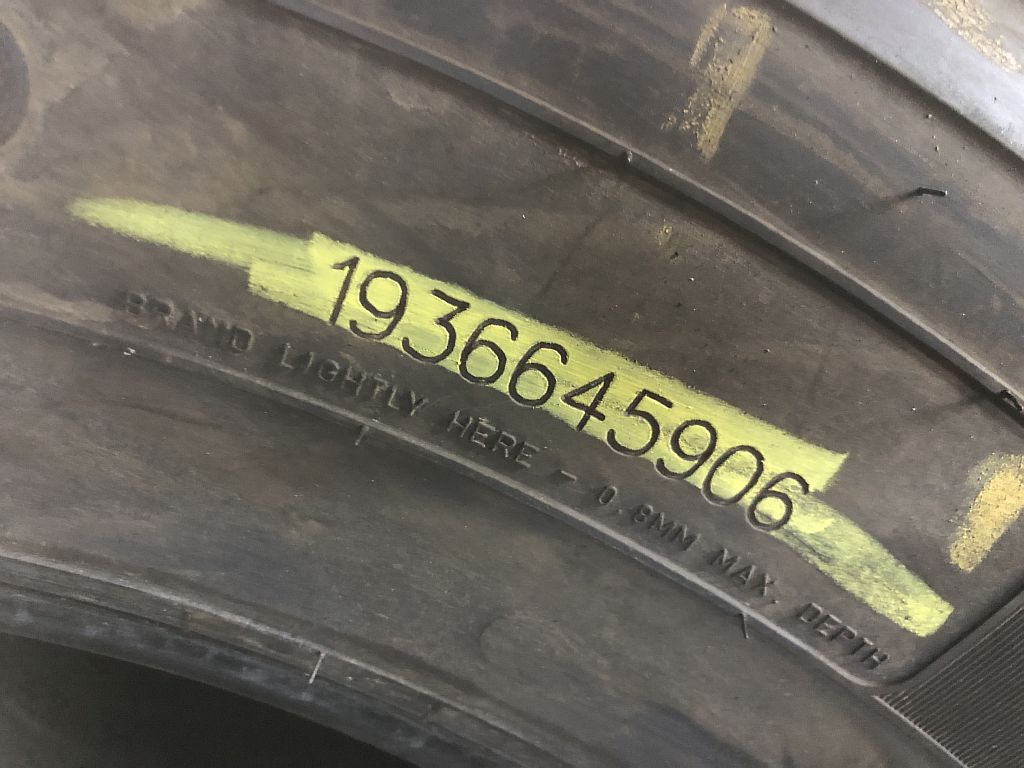 1936645906
BRAND LIGHTLY HERE - 0.8MM MAX. DEPTH